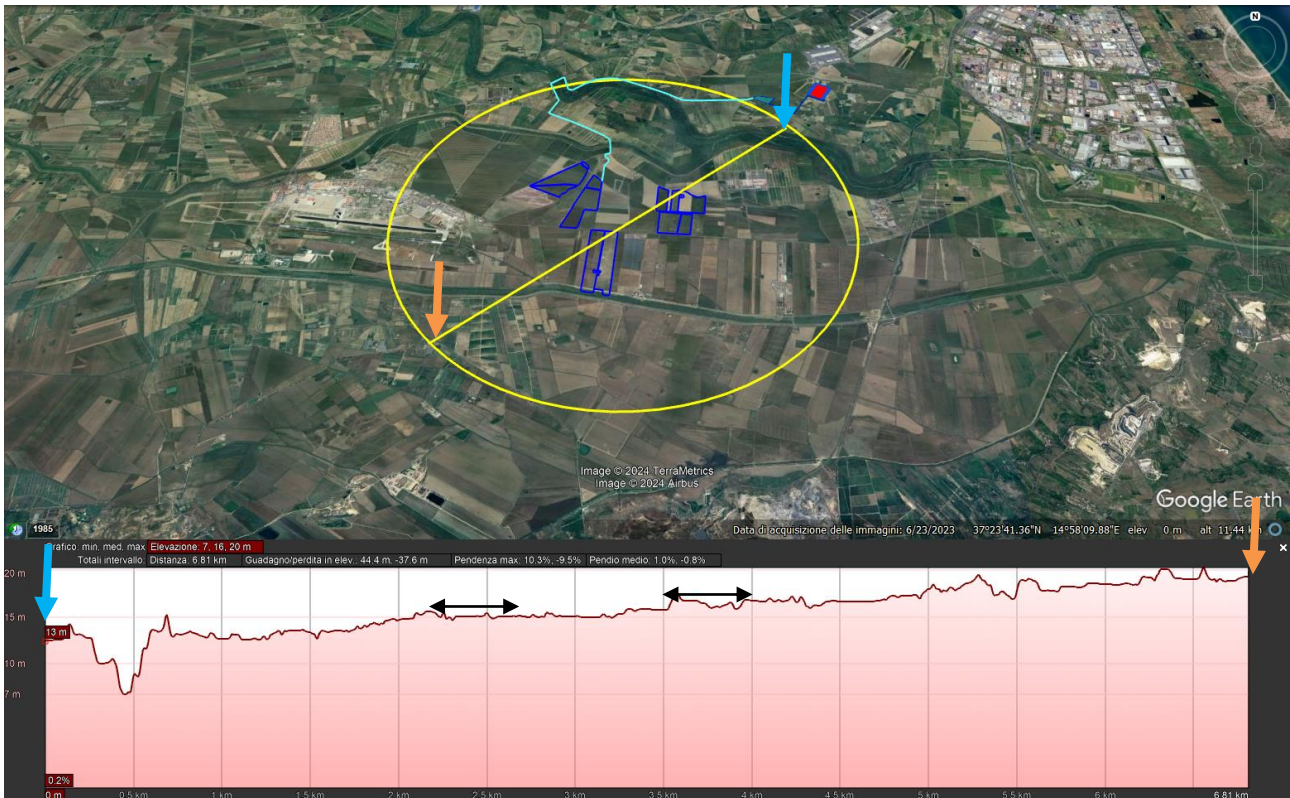 N
Image © 2024 TerraMetrics
Image © 2024 Airbus
Google Earth
1985
Data di acquisizione delle immagini: 6/23/2023 37°23'41.36"N 14°58'09.88"E elev 0 m alt 11.44 km
Grafico: min. med. max Elevazione: 7, 16, 20 m
Totali intervallo: Distanza: 6.81 km Guadagno/perdita in elev.: 44.4 m, -37.6 m Pendenza max: 10.3%, -9.5% Pendio medio: 1.0%, -0.8%
20 m
15 m
13 m
10 m
7 m
0.2%
0 m 0.5 km 1 km 1.5 km 2 km 2.5 km 3 km 3.5 km 4 km 4.5 km 5 km 5.5 km 6 km 6.81 km